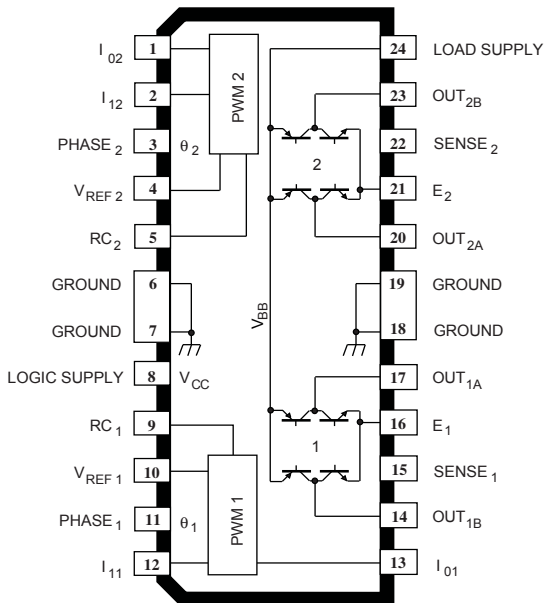 I02 1 24 LOAD SUPPLY
I12 2 PWM 2 23 OUT2B
PHASE2 3 θ2 22 SENSE2
2
VREF 2 4 21 E2
RC2 5 20 OUT2A
GROUND 6 19 GROUND
VBB
GROUND 7 18 GROUND
LOGIC SUPPLY 8 VCC 17 OUT1A
RC1 9 16 E1
1
VREF 1 10 15 SENSE1
PHASE1 11 θ1 PWM 1 14 OUT1B
I11 12 13 I01